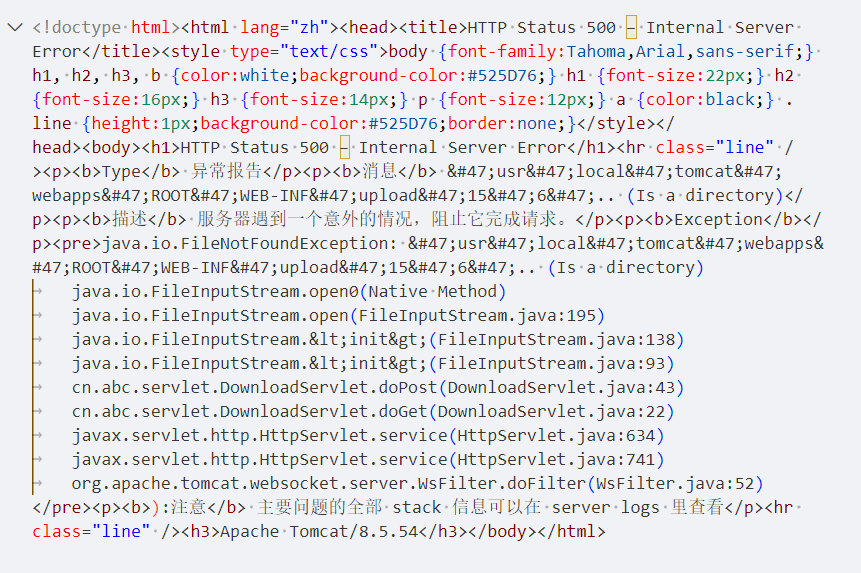 <!doctype html><html lang="zh"><head><title>HTTP Status 500 – Internal Server
Error</title><style type="text/css">body {font-family:Tahoma,Arial,sans-serif;}
h1, h2, h3, b {color:white;background-color:#525D76;} h1 {font-size:22px;} h2
{font-size:16px;} h3 {font-size:14px;} p {font-size:12px;} a {color:black;} .
line {height:1px;background-color:#525D76;border:none;}</style></
head><body><h1>HTTP Status 500 – Internal Server Error</h1><hr class="line" /
><p><b>Type</b> 异常报告</p><p><b>消息</b> &#47;usr&#47;local&#47;tomcat&#47;
webapps&#47;ROOT&#47;WEB-INF&#47;upload&#47;15&#47;6&#47;.. (Is a directory)</
p><p><b>描述</b> 服务器遇到一个意外的情况，阻止它完成请求。</p><p><b>Exception</b></
p><pre>java.io.FileNotFoundException: &#47;usr&#47;local&#47;tomcat&#47;webapps&
#47;ROOT&#47;WEB-INF&#47;upload&#47;15&#47;6&#47;.. (Is a directory)
java.io.FileInputStream.open0(Native Method)
java.io.FileInputStream.open(FileInputStream.java:195)
java.io.FileInputStream.&lt;init&gt;(FileInputStream.java:138)
java.io.FileInputStream.&lt;init&gt;(FileInputStream.java:93)
cn.abc.servlet.DownloadServlet.doPost(DownloadServlet.java:43)
cn.abc.servlet.DownloadServlet.doGet(DownloadServlet.java:22)
javax.servlet.http.HttpServlet.service(HttpServlet.java:634)
javax.servlet.http.HttpServlet.service(HttpServlet.java:741)
org.apache.tomcat.websocket.server.WsFilter.doFilter(WsFilter.java:52)
</pre><p><b>):注意</b> 主要问题的全部 stack 信息可以在 server logs 里查看</p><hr
class="line" /><h3>Apache Tomcat/8.5.54</h3></body></html>